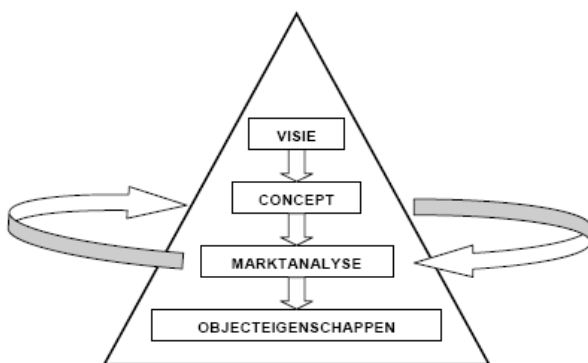 VISIE
CONCEPT
MARKTANALYSE
OBJECTEIGENSCHAPPEN